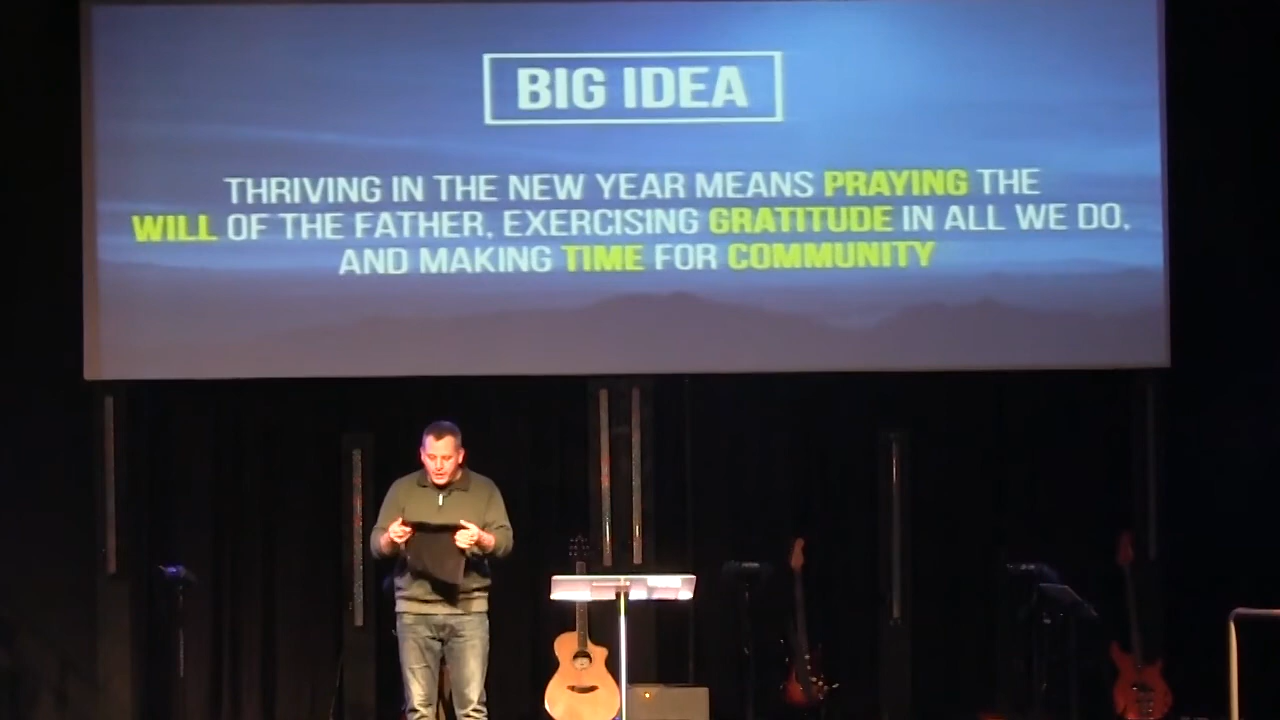 BIG IDEA
THRIVING IN THE NEW YEAR MEANS PRAYING THE
WILL OF THE FATHER, EXERCISING GRATITUDE IN ALL WE DO,
AND MAKING TIME FOR COMMUNITY